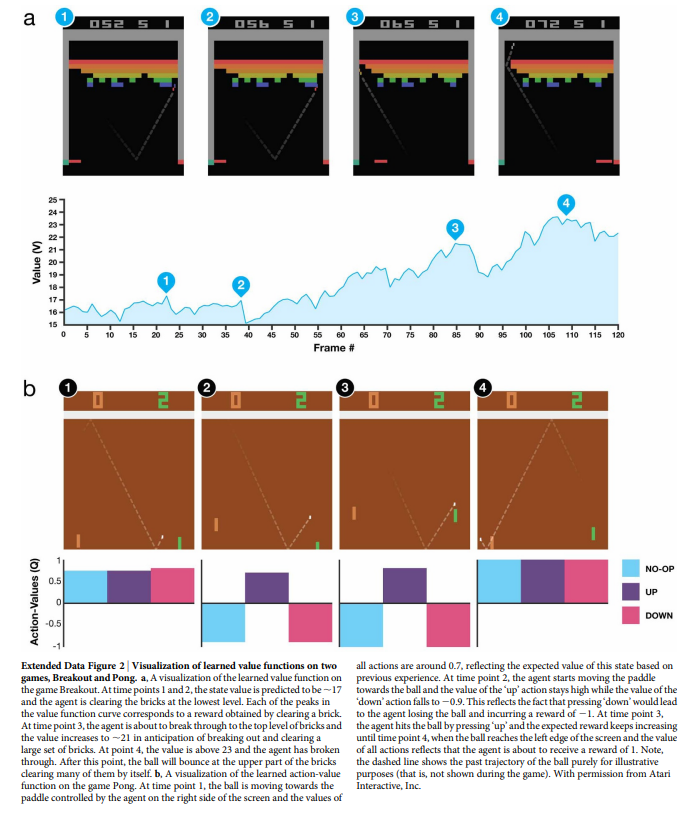 a
1 2 3 4
052 5 1 056 5 1 065 5 1 072 5 1
25
24
23
22
21
20
19
18
17
16
15
Value (V)
1 2 3 4
0 5 10 15 20 25 30 35 40 45 50 55 60 65 70 75 80 85 90 95 100 105 110 115 120
Frame #
b
1 2 3 4
0 2 0 2 0 2 0 2
Action-Values (Q)
1
0.5
0
-0.5
-1
NO-OP
UP
DOWN
Extended Data Figure 2 | Visualization of learned value functions on two
games, Breakout and Pong. a, A visualization of the learned value function on
the game Breakout. At time points 1 and 2, the state value is predicted to be ~17
and the agent is clearing the bricks at the lowest level. Each of the peaks in
the value function curve corresponds to a reward obtained by clearing a brick.
At time point 3, the agent is about to break through to the top level of bricks and
the value increases to ~21 in anticipation of breaking out and clearing a
large set of bricks. At point 4, the value is above 23 and the agent has broken
through. After this point, the ball will bounce at the upper part of the bricks
clearing many of them by itself. b, A visualization of the learned action-value
function on the game Pong. At time point 1, the ball is moving towards the
paddle controlled by the agent on the right side of the screen and the values of
all actions are around 0.7, reflecting the expected value of this state based on
previous experience. At time point 2, the agent starts moving the paddle
towards the ball and the value of the 'up' action stays high while the value of the
'down' action falls to −0.9. This reflects the fact that pressing 'down' would lead
to the agent losing the ball and incurring a reward of −1. At time point 3,
the agent hits the ball by pressing 'up' and the expected reward keeps increasing
until time point 4, when the ball reaches the left edge of the screen and the value
of all actions reflects that the agent is about to receive a reward of 1. Note,
the dashed line shows the past trajectory of the ball purely for illustrative
purposes (that is, not shown during the game). With permission from Atari
Interactive, Inc.